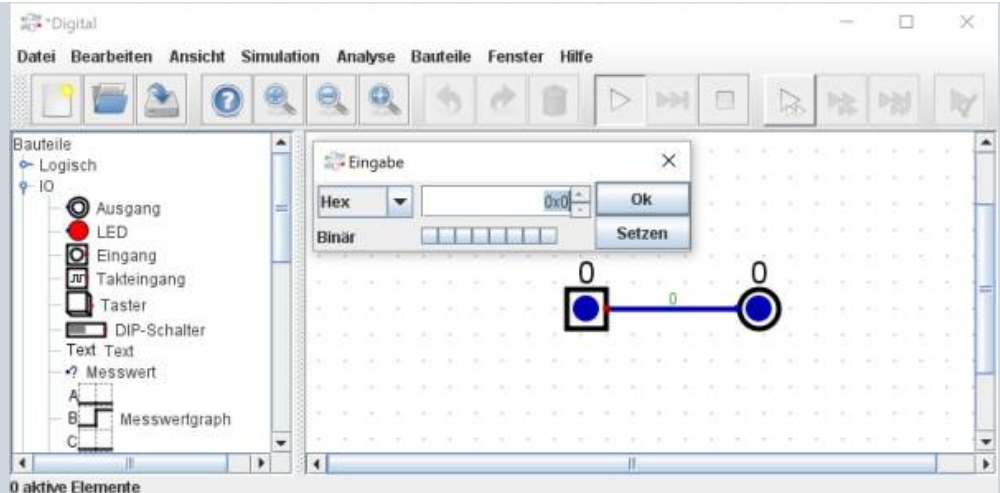 *Digital
Datei Bearbeiten Ansicht Simulation Analyse Bauteile Fenster Hilfe
Bauteile
Logisch
IO
Ausgang
LED
Eingang
Takteingang
Taster
DIP-Schalter
Text Text
? Messwert
A
B Messwertgraph
C
Eingabe
Hex 0x0 Ok
Binär Setzen
0 0
0
0 aktive Elemente